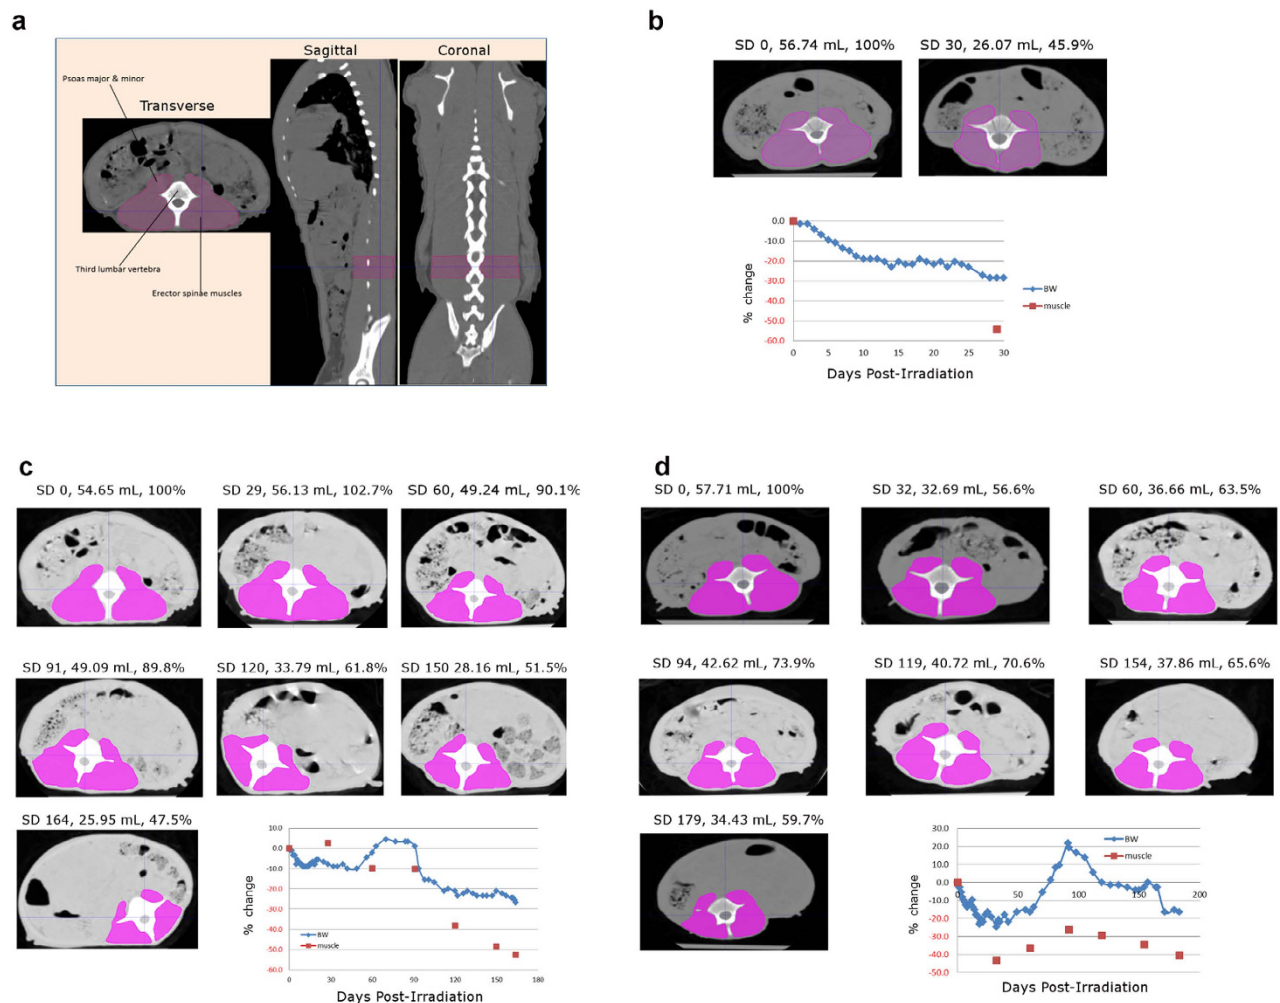 a
Sagittal
Coronal
Psoas major & minor
Transverse
Third lumbar vertebra
Erector spinae muscles
b
SD 0, 56.74 mL, 100%
SD 30, 26.07 mL, 45.9%
0.0
-10.0
-20.0
-30.0
-40.0
-50.0
-60.0
% change
0 5 10 15 20 25 30
Days Post-Irradiation
BW
muscle
c
SD 0, 54.65 mL, 100%
SD 29, 56.13 mL, 102.7%
SD 60, 49.24 mL, 90.1%
SD 91, 49.09 mL, 89.8%
SD 120, 33.79 mL, 61.8%
SD 150 28.16 mL, 51.5%
SD 164, 25.95 mL, 47.5%
10.0
0.0
-10.0
-20.0
-30.0
-40.0
-50.0
-60.0
% change
0 30 60 90 120 150 180
BW
muscle
Days Post-Irradiation
d
SD 0, 57.71 mL, 100%
SD 32, 32.69 mL, 56.6%
SD 60, 36.66 mL, 63.5%
SD 94, 42.62 mL, 73.9%
SD 119, 40.72 mL, 70.6%
SD 154, 37.86 mL, 65.6%
SD 179, 34.43 mL, 59.7%
30.0
20.0
10.0
0.0
-10.0
-20.0
-30.0
-40.0
-50.0
% change
0 50 100 150 200
BW
muscle
Days Post-Irradiation